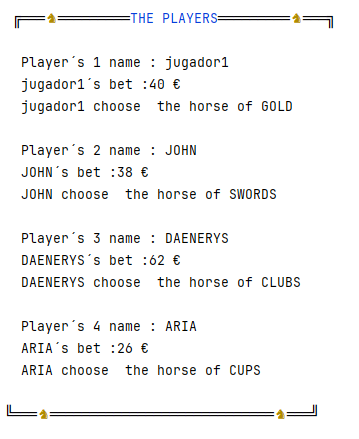 ╔═══♞════════THE PLAYERS════════♞═══╗
Player´s 1 name : jugador1
jugador1´s bet :40 €
jugador1 choose  the horse of GOLD
Player´s 2 name : JOHN
JOHN´s bet :38 €
JOHN choose  the horse of SWORDS
Player´s 3 name : DAENERYS
DAENERYS´s bet :62 €
DAENERYS choose  the horse of CLUBS
Player´s 4 name : ARIA
ARIA´s bet :26 €
ARIA choose  the horse of CUPS